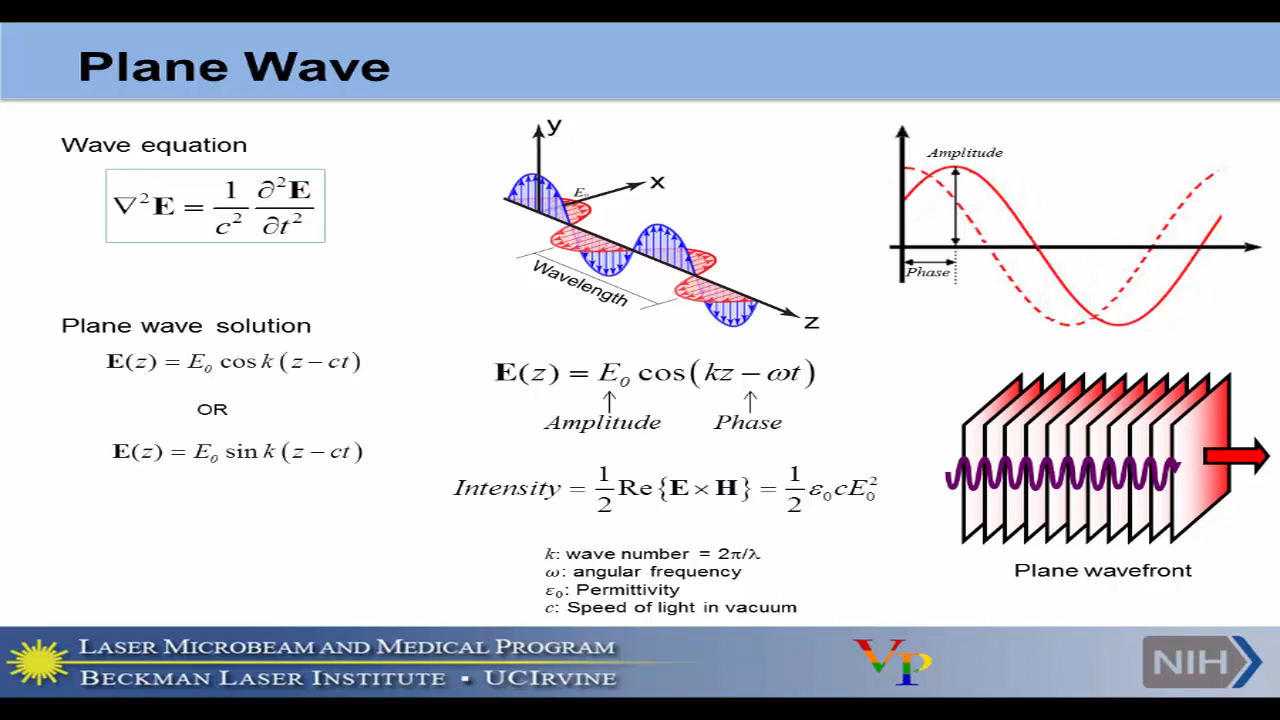 Plane Wave
Wave equation
∇²𝐄 = (1/c²) (∂²𝐄/∂t²)
Plane wave solution
𝐄(z) = E₀ cos k (z − ct)
OR
𝐄(z) = E₀ sin k (z − ct)
y
E₀
x
Wavelength
z
𝐄(z) = E₀ cos(kz − ωt)
Amplitude Phase
Intensity = (1/2) Re{𝐄 × 𝐇} = (1/2) ε₀cE₀²
k: wave number = 2π/λ
ω: angular frequency
ε₀: Permittivity
c: Speed of light in vacuum
Amplitude
Phase
Plane wavefront
LASER MICROBEAM AND MEDICAL PROGRAM
BECKMAN LASER INSTITUTE ▪ UCIRVINE
VP
NIH